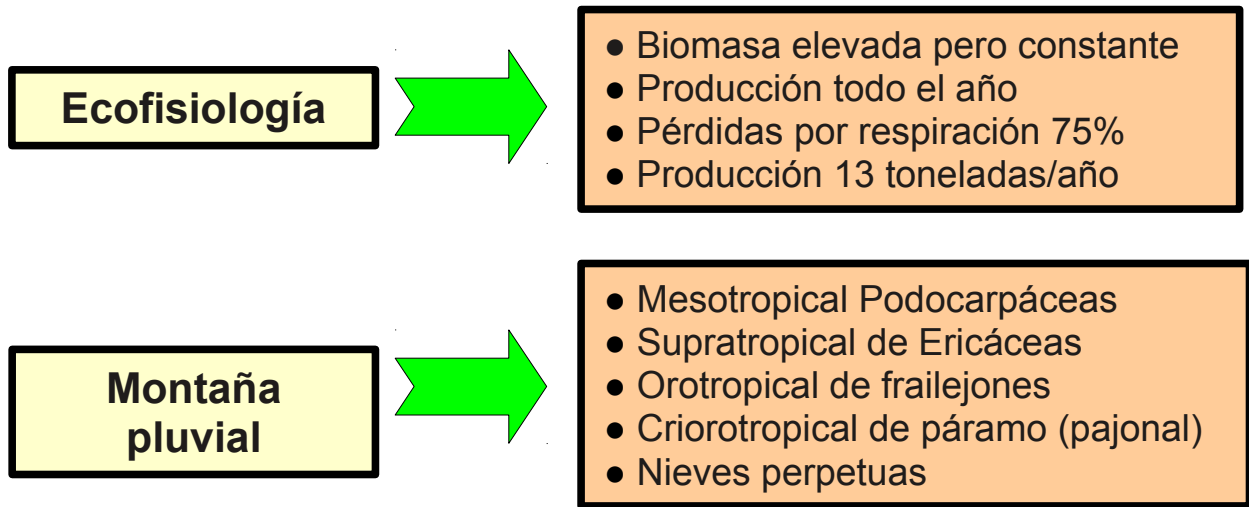 Ecofisiología
● Biomasa elevada pero constante
● Producción todo el año
● Pérdidas por respiración 75%
● Producción 13 toneladas/año
Montaña
pluvial
● Mesotropical Podocarpáceas
● Supratropical de Ericáceas
● Orotropical de frailejones
● Criorotropical de páramo (pajonal)
● Nieves perpetuas